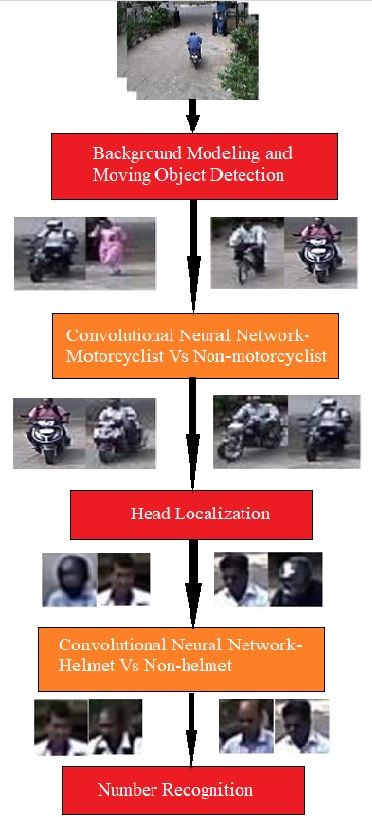 Background Modeling and
Moving Object Detection
Convolutional Neural Network-
Motorcyclist Vs Non-motorcyclist
Head Localization
Convolutional Neural Network-
Helmet Vs Non-helmet
Number Recognition